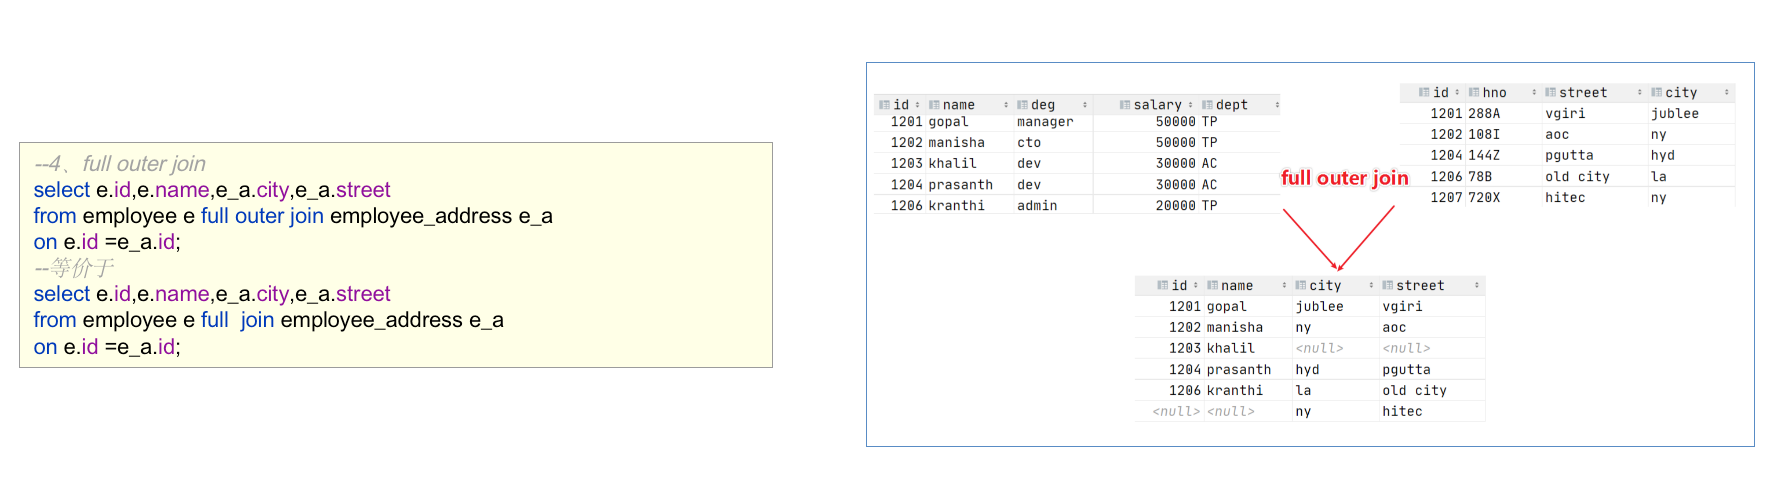 --4、full outer join
select e.id,e.name,e_a.city,e_a.street
from employee e full outer join employee_address e_a
on e.id =e_a.id;
--等价于
select e.id,e.name,e_a.city,e_a.street
from employee e full  join employee_address e_a
on e.id =e_a.id;
id name deg salary dept
1201 gopal manager 50000 TP
1202 manisha cto 50000 TP
1203 khalil dev 30000 AC
1204 prasanth dev 30000 AC
1206 kranthi admin 20000 TP
id hno street city
1201 288A vgiri jublee
1202 108I aoc ny
1204 144Z pgutta hyd
1206 78B old city la
1207 720X hitec ny
full outer join
id name city street
1201 gopal jublee vgiri
1202 manisha ny aoc
1203 khalil <null> <null>
1204 prasanth hyd pgutta
1206 kranthi la old city
<null> <null> ny hitec